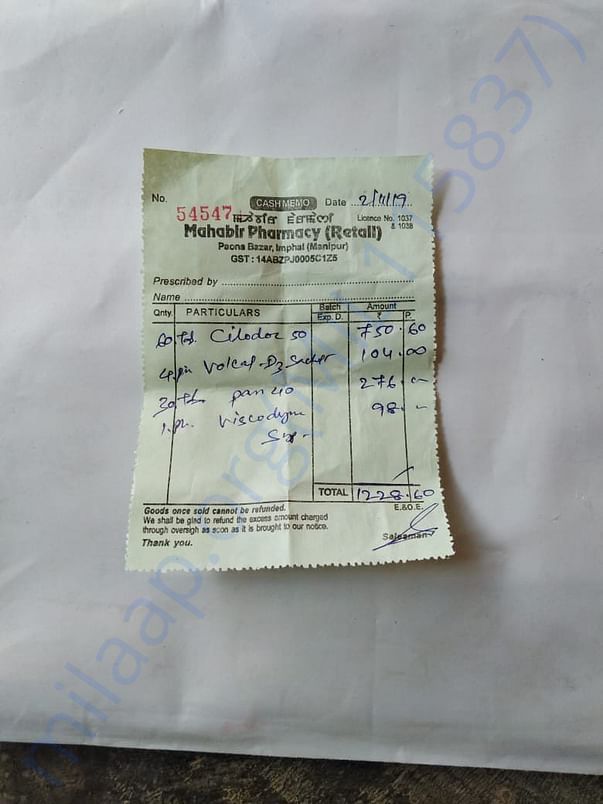 No. CASH MEMO Date 2/11/19
54547
Licence No. 1037 & 1038
Mahabir Pharmacy (Retail)
Paona Bazar, Imphal (Manipur)
GST : 14ABZPJ0005C1Z5
Prescribed by
Name
Qnty. PARTICULARS Batch Exp. D. Amount ₹ P.
Cilodoz 50 750.60
104.00
30 pan 40 276.-
1 Viscodyne 98.-
TOTAL 1228.60
Goods once sold cannot be refunded. E.&O.E.
We shall be glad to refund the excess amount charged
through oversigh as soon as it is brought to our notice.
Thank you. Salesman
milaap.org